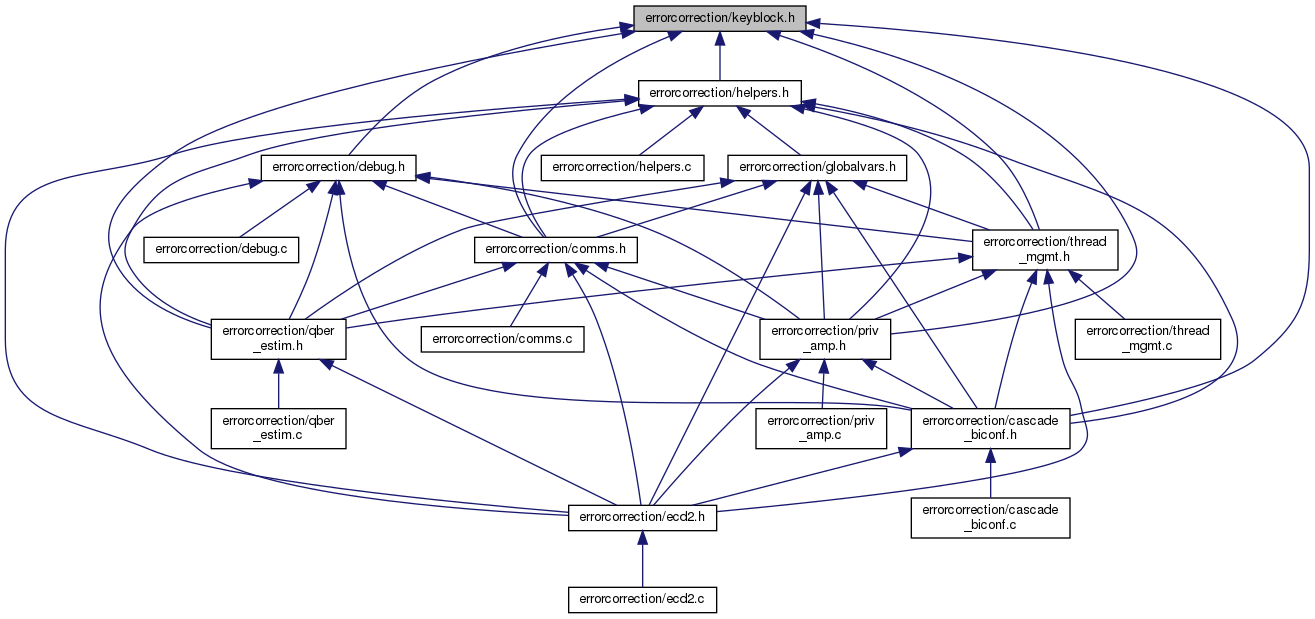 errorcorrection/keyblock.h
errorcorrection/helpers.h
errorcorrection/debug.h
errorcorrection/helpers.c
errorcorrection/globalvars.h
errorcorrection/debug.c
errorcorrection/comms.h
errorcorrection/thread
_mgmt.h
errorcorrection/qber
_estim.h
errorcorrection/comms.c
errorcorrection/priv
_amp.h
errorcorrection/thread
_mgmt.c
errorcorrection/qber
_estim.c
errorcorrection/priv
_amp.c
errorcorrection/cascade
_biconf.h
errorcorrection/ecd2.h
errorcorrection/cascade
_biconf.c
errorcorrection/ecd2.c